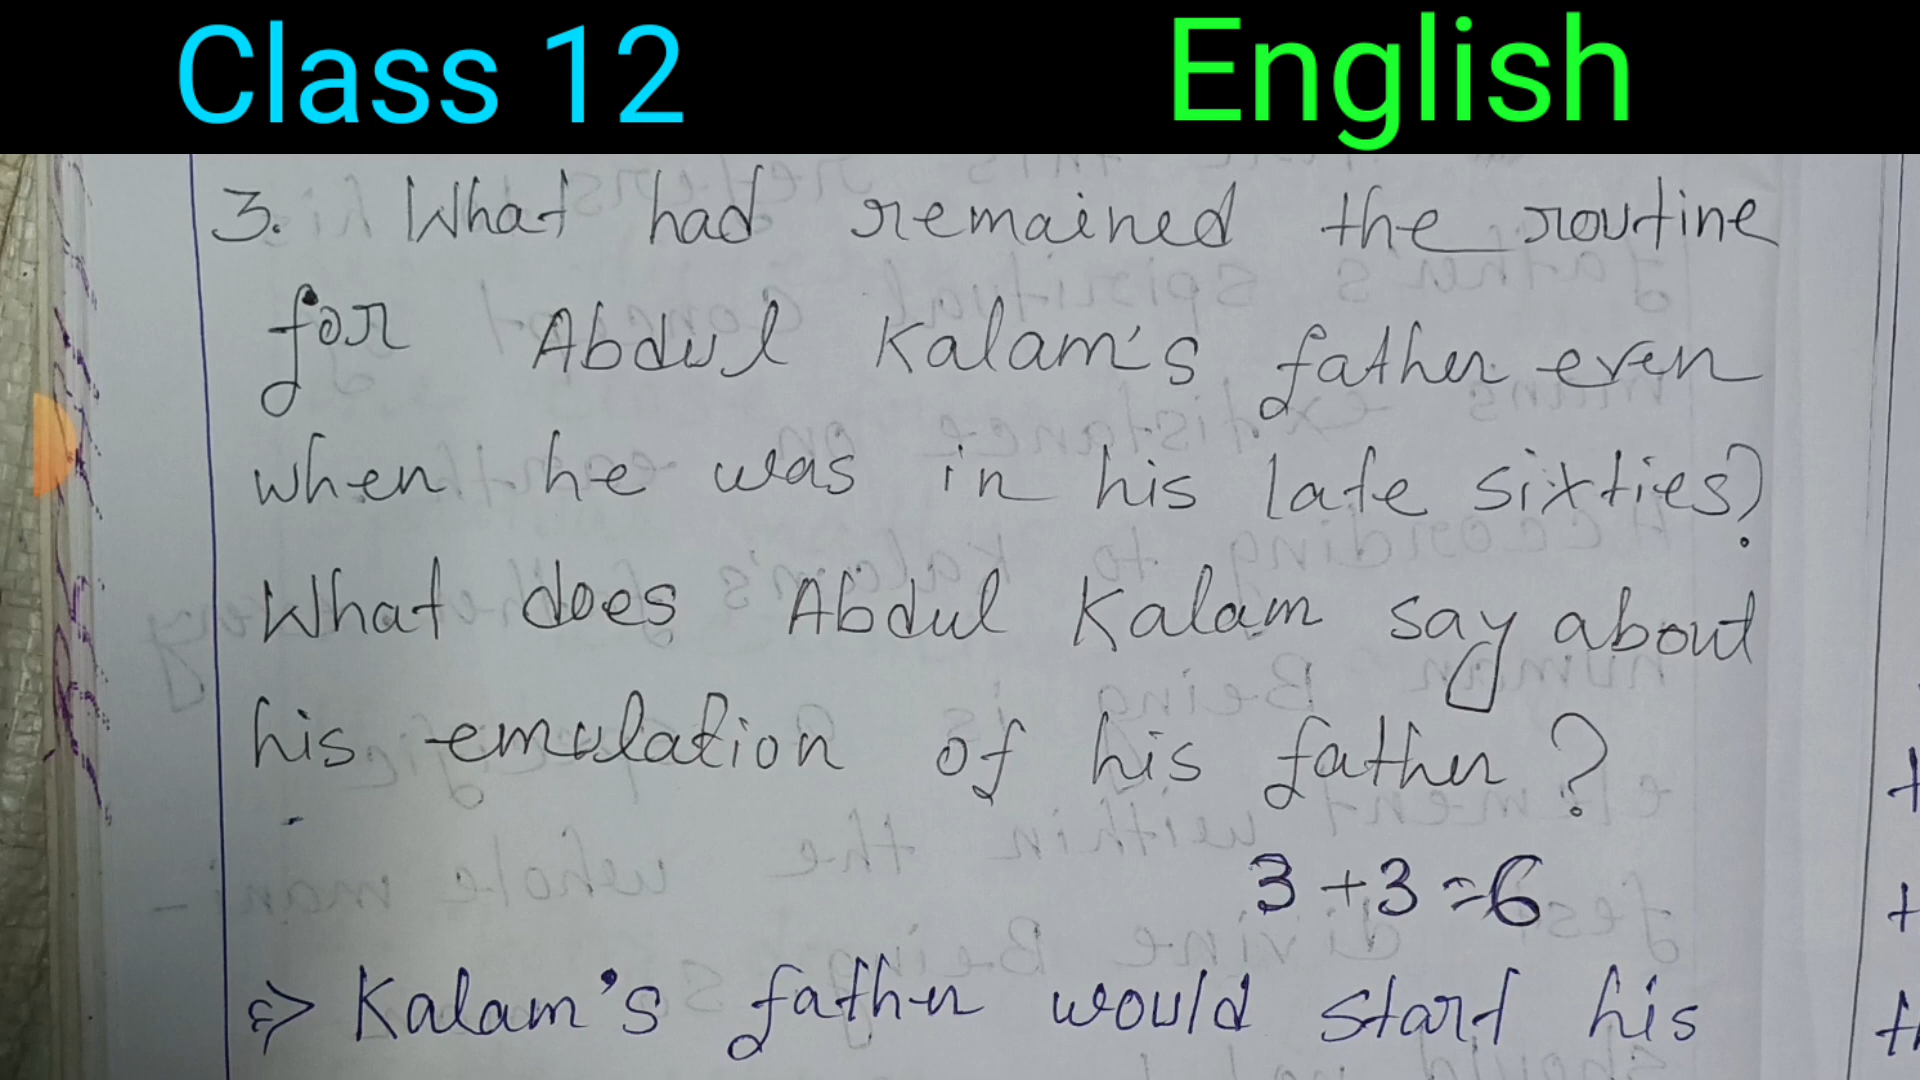 Class 12 English
3. What had remained the routine
for Abdul Kalam's father even
when he was in his late sixties?
What does Abdul Kalam say about
his emulation of his father?
3+3=6
⇒ Kalam's father would start his